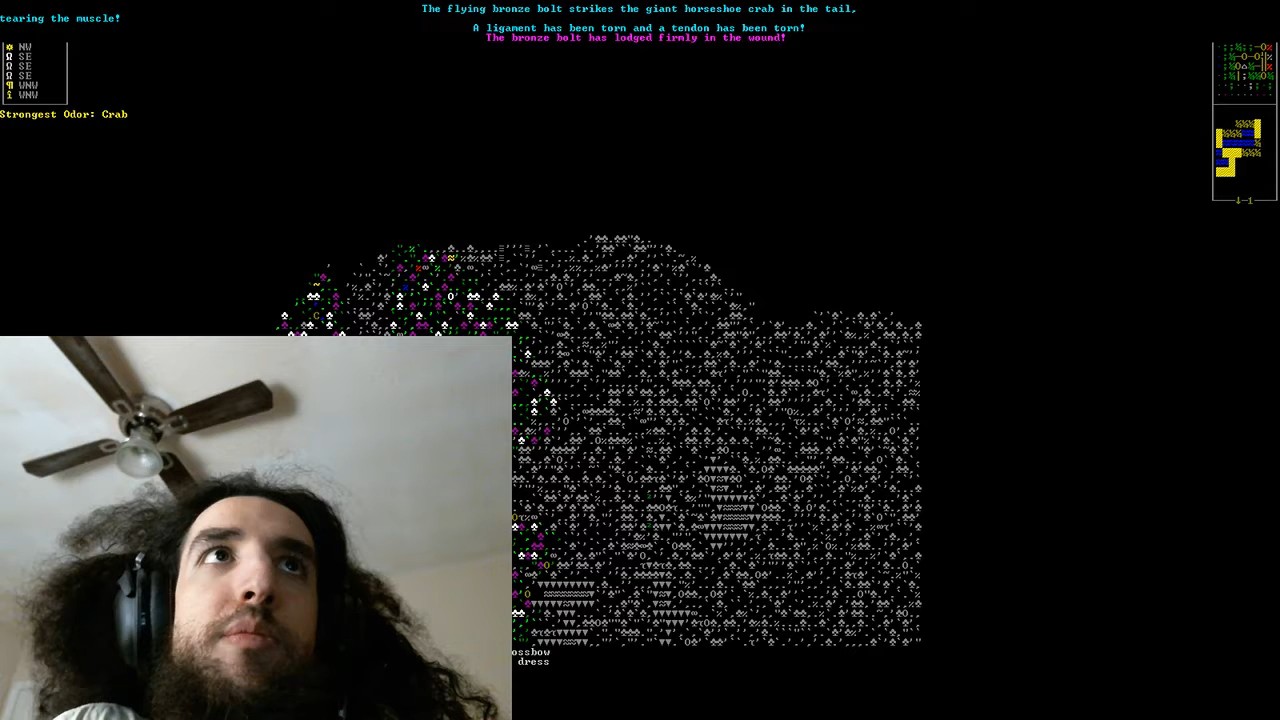 The flying bronze bolt strikes the giant horseshoe crab in the tail,
tearing the muscle!
A ligament has been torn and a tendon has been torn!
The bronze bolt has lodged firmly in the wound!
NW
SE
SE
SE
WNW
WNW
Strongest Odor: Crab
ossbow
dress